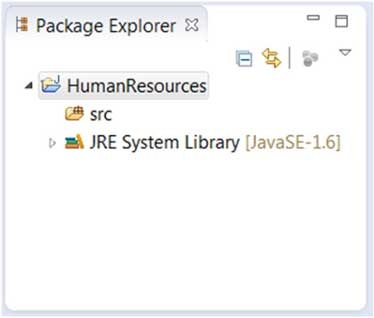 Package Explorer
HumanResources
src
JRE System Library [JavaSE-1.6]